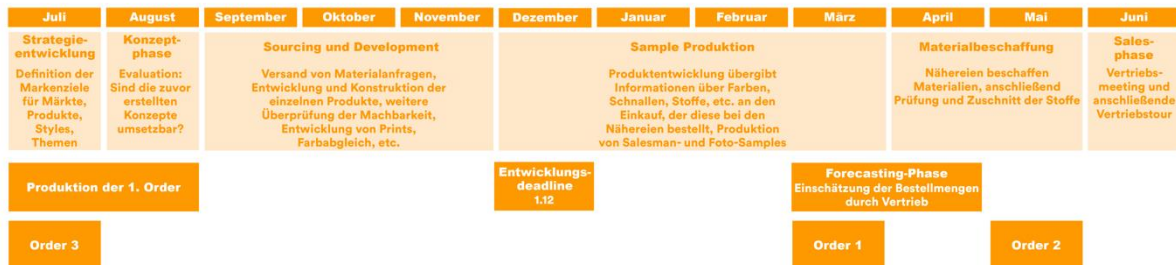 Juli
August
September
Oktober
November
Dezember
Januar
Februar
März
April
Mai
Juni
Strategie-
entwicklung
Definition der
Markenziele
für Märkte,
Produkte,
Styles,
Themen
Konzept-
phase
Evaluation:
Sind die zuvor
erstellten
Konzepte
umsetzbar?
Sourcing und Development
Versand von Materialanfragen,
Entwicklung und Konstruktion der
einzelnen Produkte, weitere
Überprüfung der Machbarkeit,
Entwicklung von Prints,
Farbabgleich, etc.
Sample Produktion
Produktentwicklung übergibt
Informationen über Farben,
Schnallen, Stoffe, etc. an den
Einkauf, der diese bei den
Nähereien bestellt, Produktion
von Salesman- und Foto-Samples
Materialbeschaffung
Nähereien beschaffen
Materialien, anschließend
Prüfung und Zuschnitt der Stoffe
Sales-
phase
Vertriebs-
meeting und
anschließende
Vertriebstour
Produktion der 1. Order
Entwicklungs-
deadline
1.12
Forecasting-Phase
Einschätzung der Bestellmengen
durch Vertrieb
Order 3
Order 1
Order 2